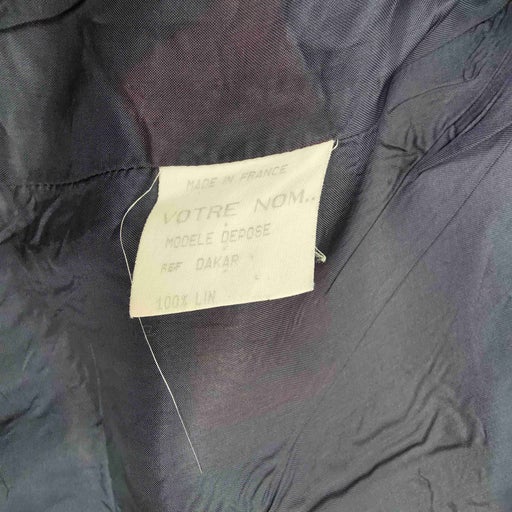 MADE IN FRANCE
VOTRE NOM..
MODELE DEPOSE
REF DAKAR
100% LIN